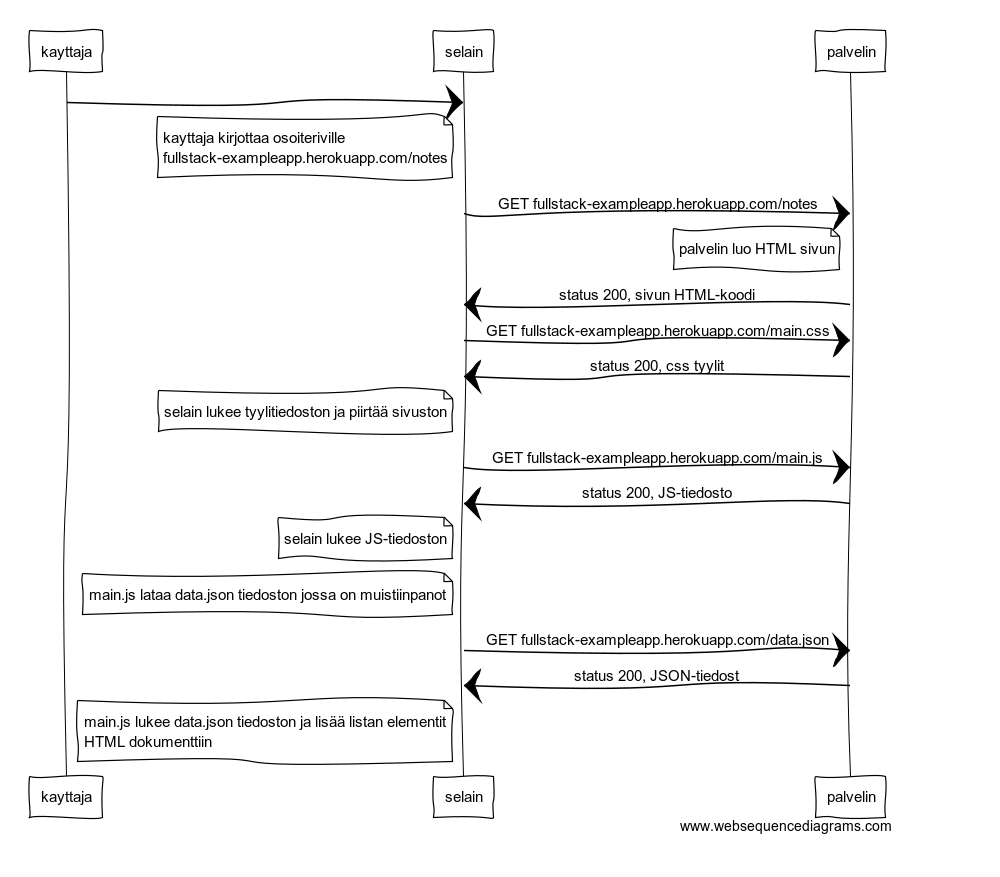 kayttaja
selain
palvelin
kayttaja kirjottaa osoiteriville
fullstack-exampleapp.herokuapp.com/notes
GET fullstack-exampleapp.herokuapp.com/notes
palvelin luo HTML sivun
status 200, sivun HTML-koodi
GET fullstack-exampleapp.herokuapp.com/main.css
status 200, css tyylit
selain lukee tyylitiedoston ja piirtää sivuston
GET fullstack-exampleapp.herokuapp.com/main.js
status 200, JS-tiedosto
selain lukee JS-tiedoston
main.js lataa data.json tiedoston jossa on muistiinpanot
GET fullstack-exampleapp.herokuapp.com/data.json
status 200, JSON-tiedost
main.js lukee data.json tiedoston ja lisää listan elementit
HTML dokumenttiin
kayttaja
selain
palvelin
www.websequencediagrams.com